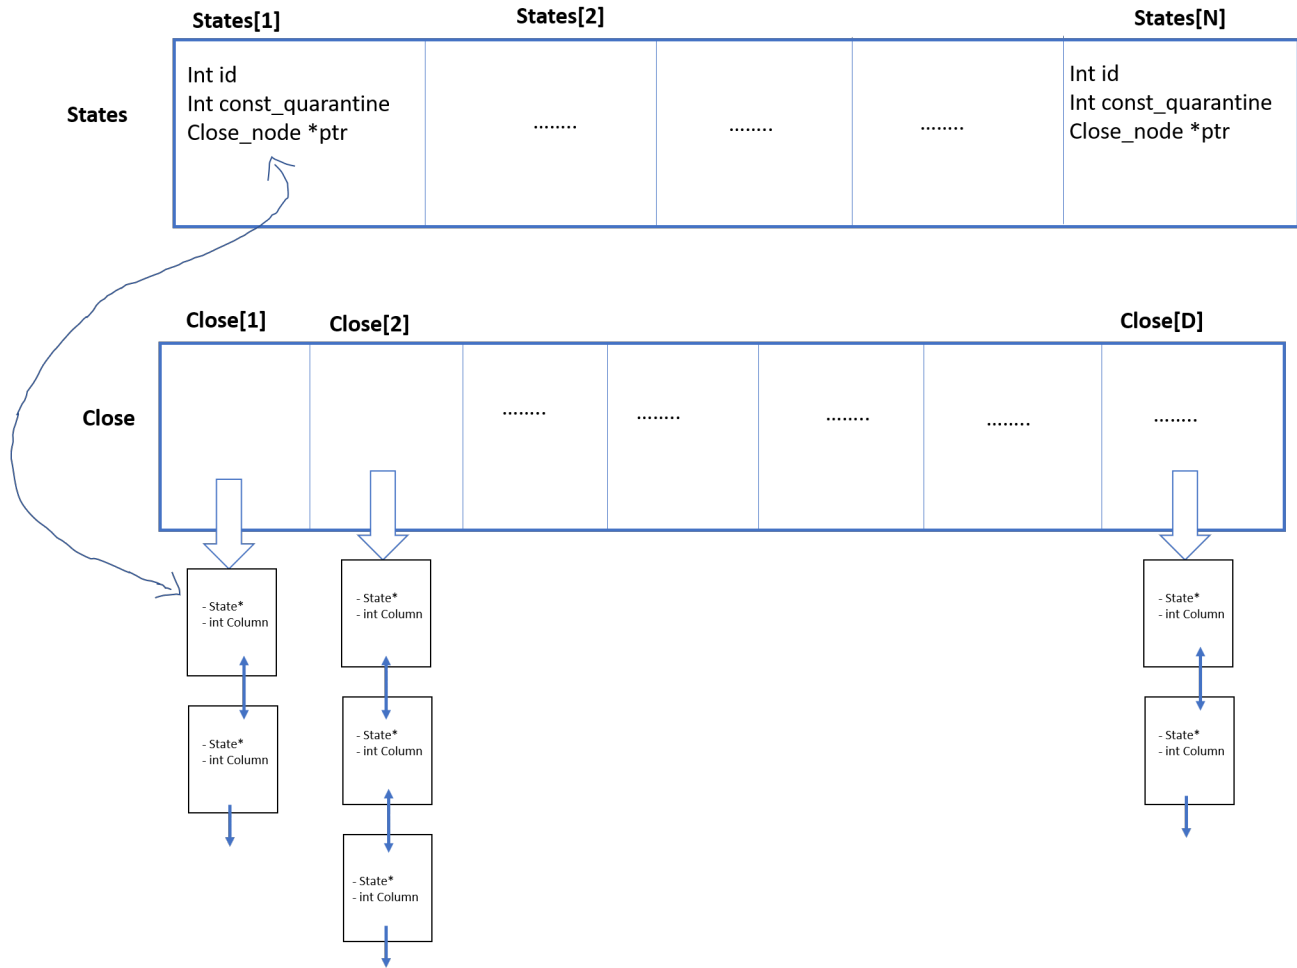 States[1]
States[2]
States[N]
States
Int id
Int const_quarantine
Close_node *ptr
........
........
........
Int id
Int const_quarantine
Close_node *ptr
Close[1]
Close[2]
Close[D]
Close
........
........
........
........
........
- State*
- int Column
- State*
- int Column
- State*
- int Column
- State*
- int Column
- State*
- int Column
- State*
- int Column
- State*
- int Column